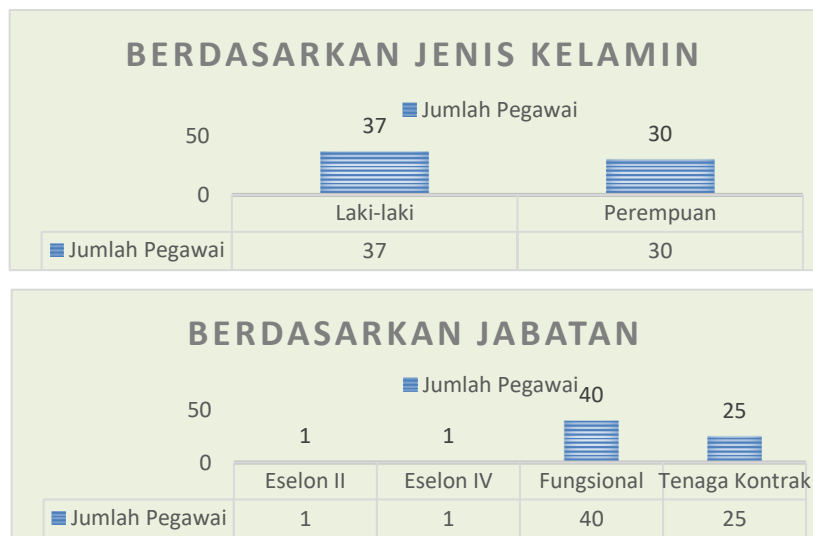 BERDASARKAN JENIS KELAMIN
Jumlah Pegawai
50
37
30
0
Laki-laki Perempuan
Jumlah Pegawai 37 30
BERDASARKAN JABATAN
Jumlah Pegawai
50
1 1 40 25
0
Eselon II Eselon IV Fungsional Tenaga Kontrak
Jumlah Pegawai 1 1 40 25